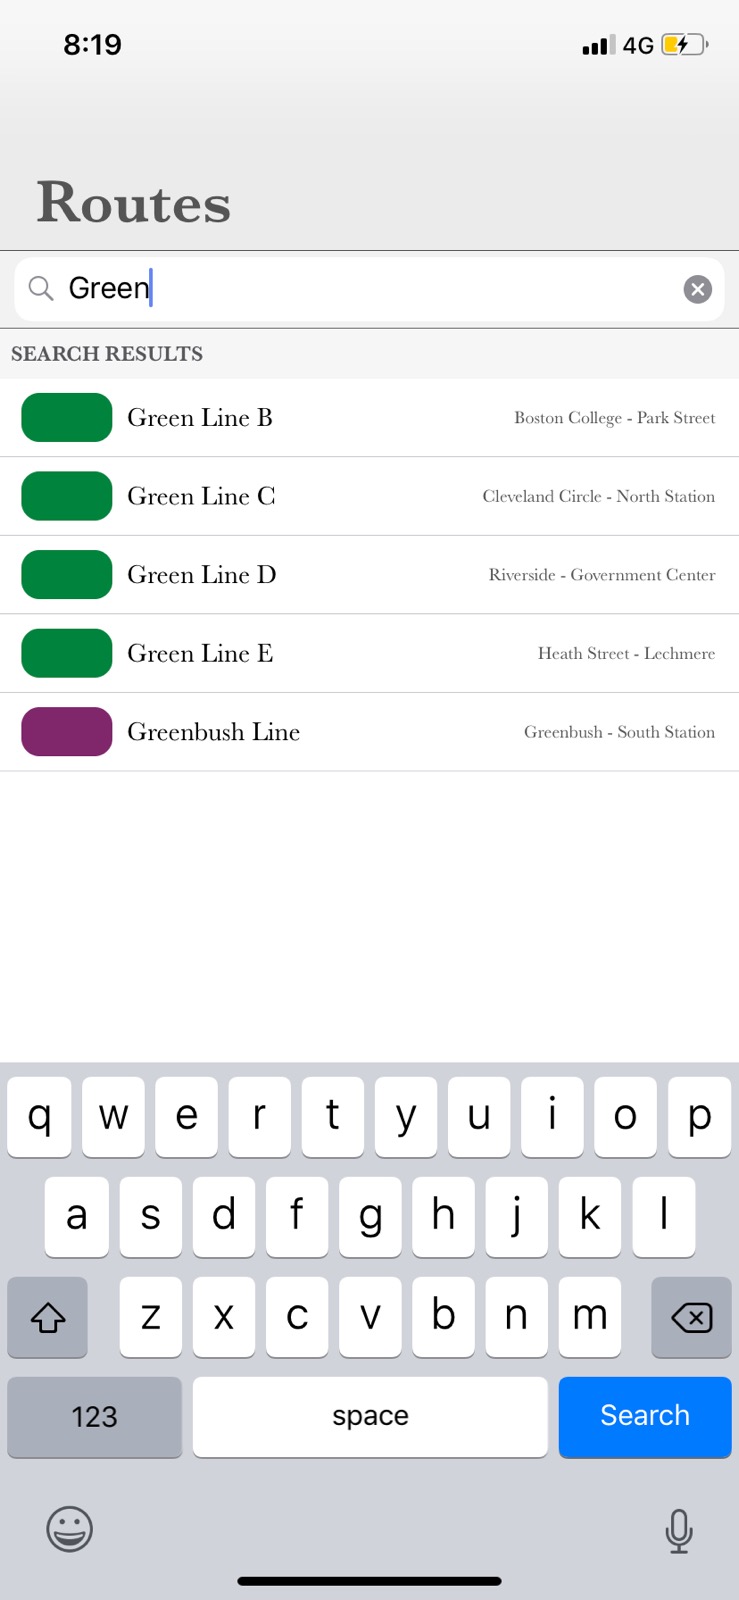 8:19
4G
Routes
Green
SEARCH RESULTS
Green Line B Boston College - Park Street
Green Line C Cleveland Circle - North Station
Green Line D Riverside - Government Center
Green Line E Heath Street - Lechmere
Greenbush Line Greenbush - South Station
q w e r t y u i o p
a s d f g h j k l
z x c v b n m
123 space Search